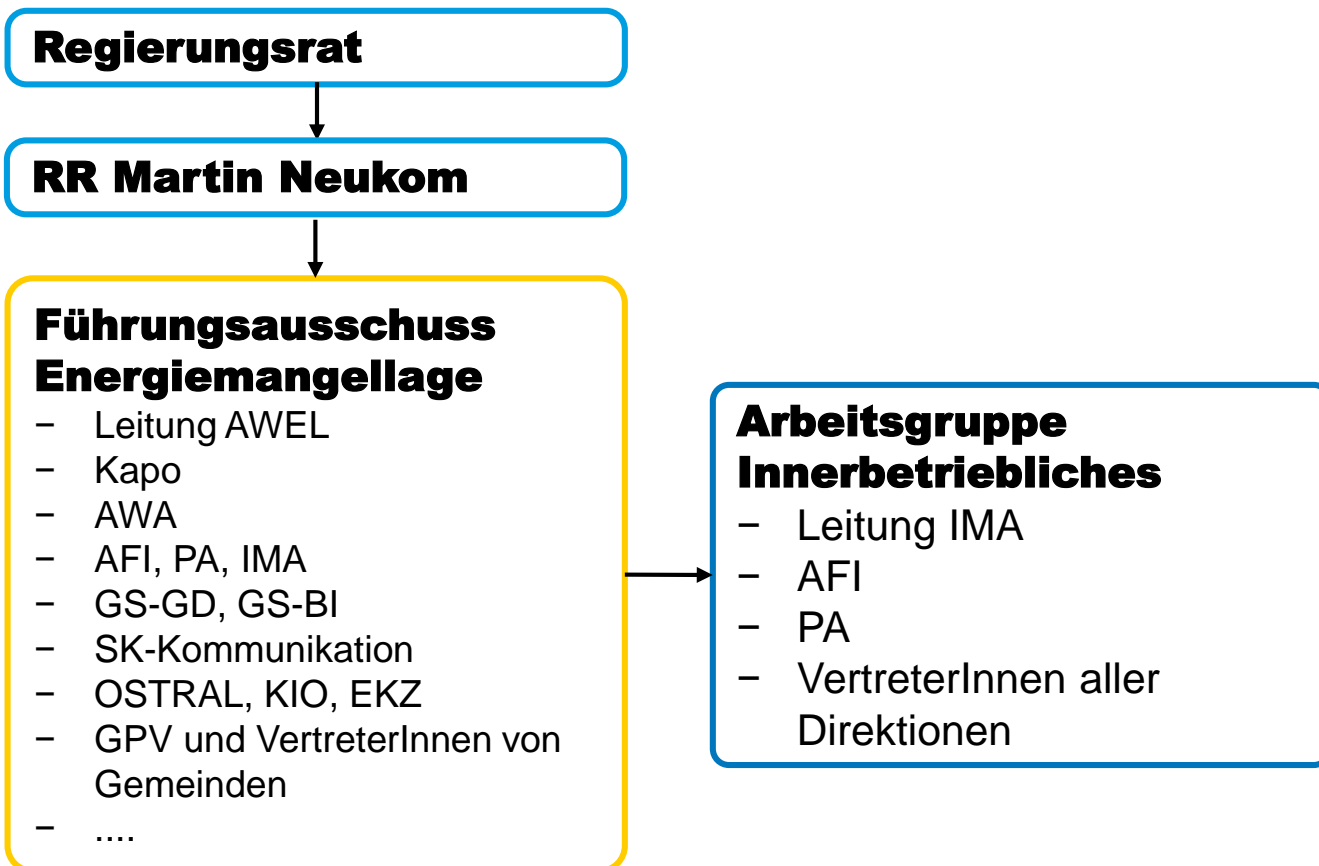 Regierungsrat
RR Martin Neukom
Führungsausschuss
Energiemangellage
− Leitung AWEL
− Kapo
− AWA
− AFI, PA, IMA
− GS-GD, GS-BI
− SK-Kommunikation
− OSTRAL, KIO, EKZ
− GPV und VertreterInnen von
Gemeinden
− ....
Arbeitsgruppe
Innerbetriebliches
− Leitung IMA
− AFI
− PA
− VertreterInnen aller
Direktionen